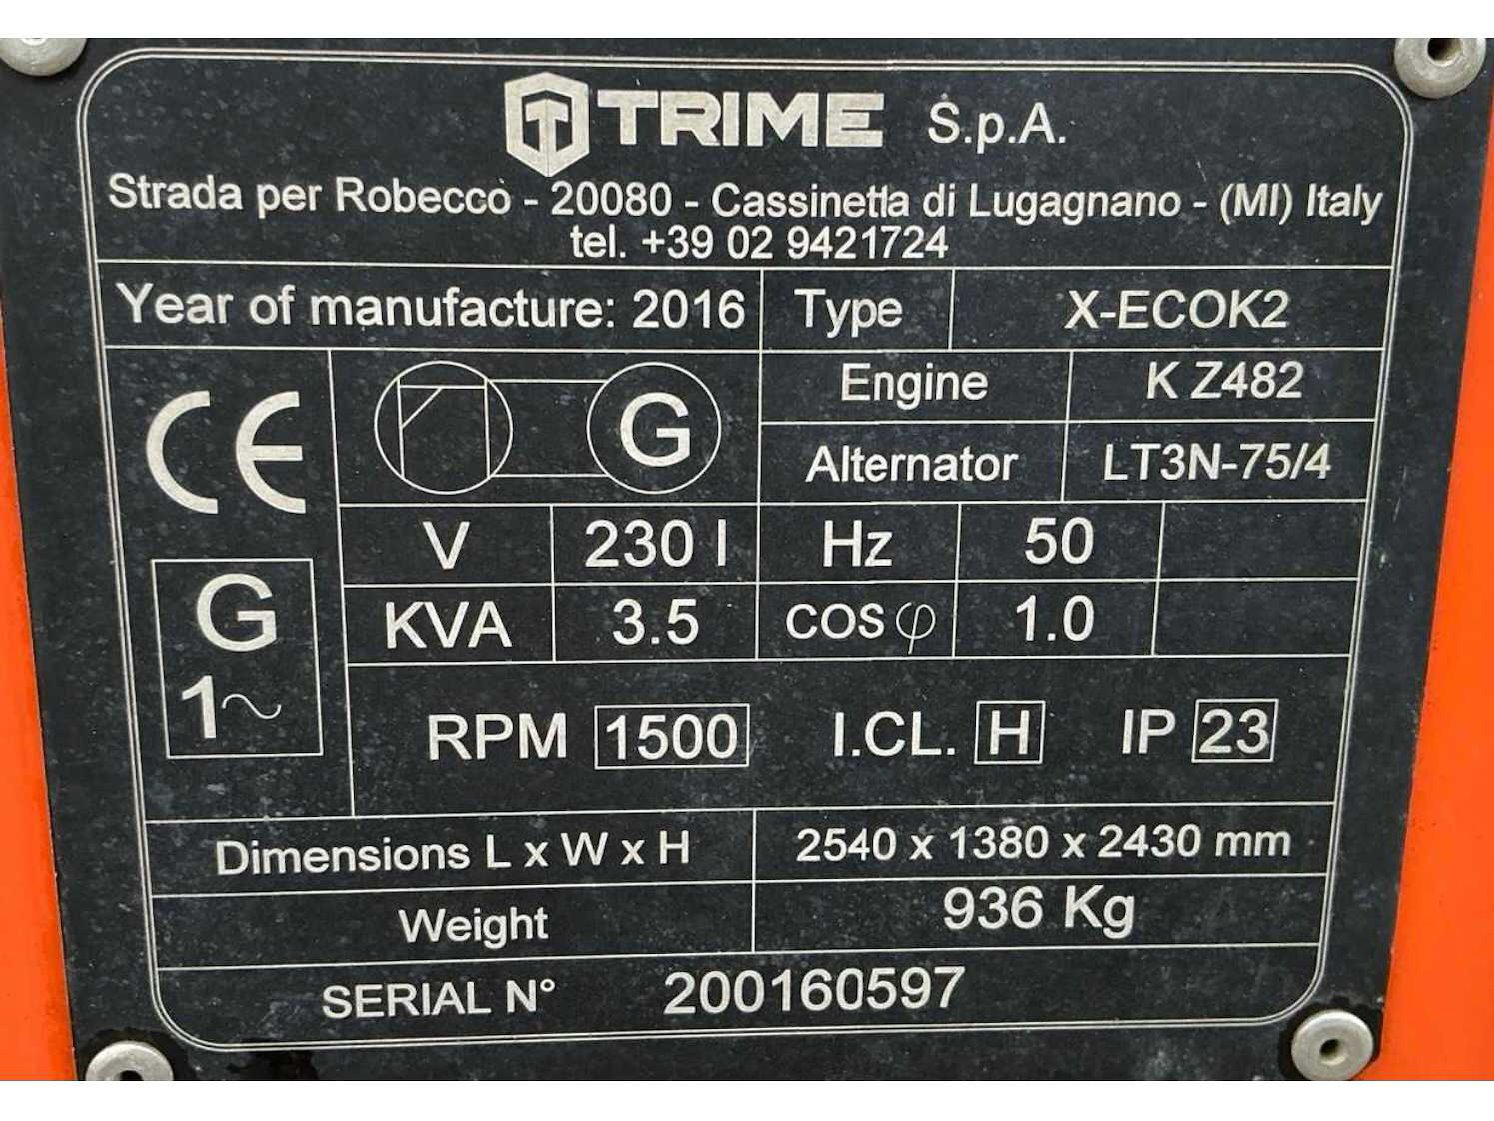 TRIME S.p.A.
Strada per Robecco - 20080 - Cassinetta di Lugagnano - (MI) Italy
tel. +39 02 9421724
Year of manufacture: 2016 Type X-ECOK2
CE G Engine K Z482
Alternator LT3N-75/4
V 230 I Hz 50
G 1~ KVA 3.5 COS φ 1.0
RPM 1500 I.CL. H IP 23
Dimensions L x W x H 2540 x 1380 x 2430 mm
Weight 936 Kg
SERIAL N° 200160597